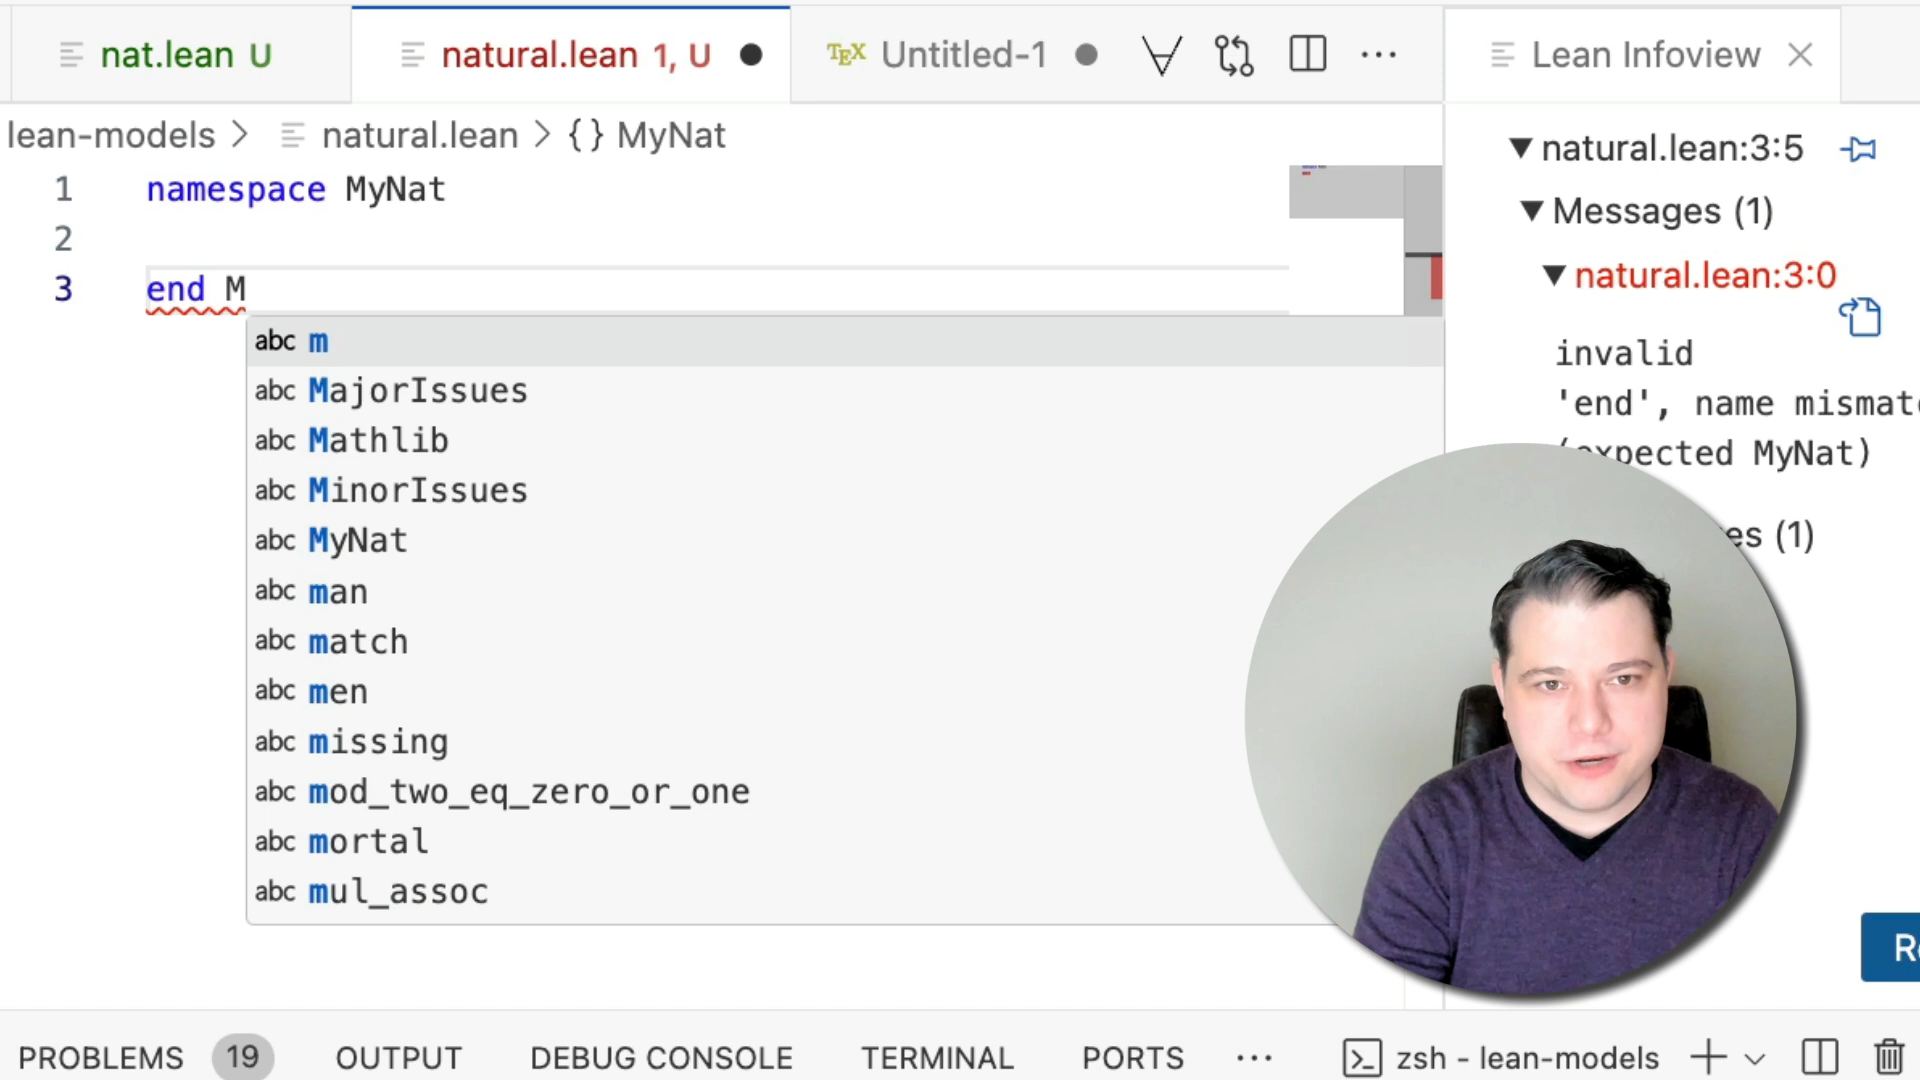 nat.lean U
natural.lean 1, U
TEX Untitled-1
Lean Infoview
lean-models > natural.lean > {} MyNat
1 namespace MyNat
2
3 end M
abc m
abc MajorIssues
abc Mathlib
abc MinorIssues
abc MyNat
abc man
abc match
abc men
abc missing
abc mod_two_eq_zero_or_one
abc mortal
abc mul_assoc
natural.lean:3:5
Messages (1)
natural.lean:3:0
invalid
'end', name mismat
(expected MyNat)
es (1)
R
PROBLEMS 19 OUTPUT DEBUG CONSOLE TERMINAL PORTS ... zsh - lean-models